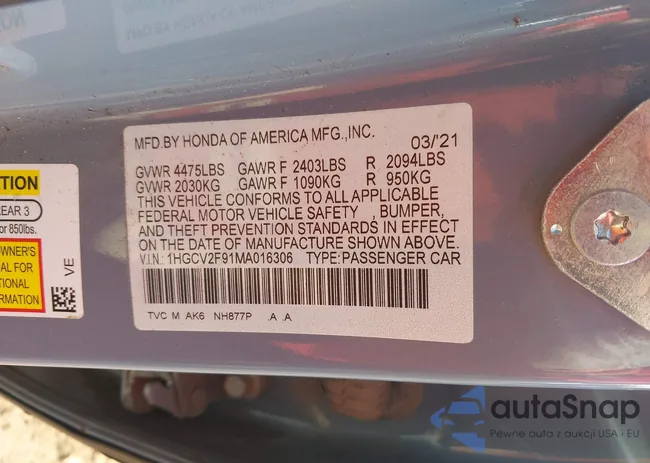 MFD.BY HONDA OF AMERICA MFG.,INC. 03/'21
GVWR 4475LBS GAWR F 2403LBS R 2094LBS
GVWR 2030KG GAWR F 1090KG R 950KG
THIS VEHICLE CONFORMS TO ALL APPLICABLE
FEDERAL MOTOR VEHICLE SAFETY , BUMPER,
AND THEFT PREVENTION STANDARDS IN EFFECT
ON THE DATE OF MANUFACTURE SHOWN ABOVE.
V.I.N.: 1HGCV2F91MA016306 TYPE:PASSENGER CAR
TVC M AK6 NH877P .A .A
TION
REAR 3
or 850lbs.
OWNER'S
AL FOR
TIONAL
VE
autaSnap
Pewne auta z aukcji USA i EU